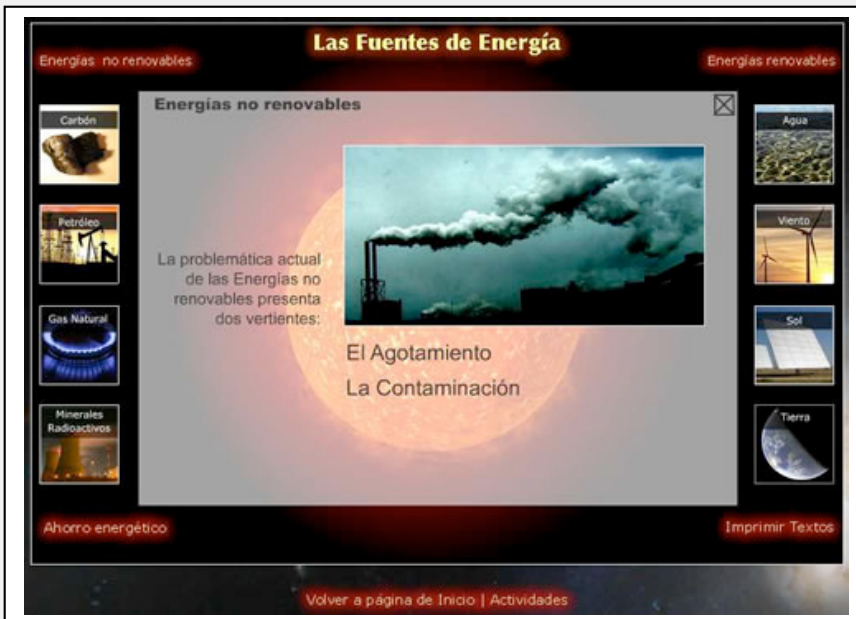 Las Fuentes de Energía
Energías no renovables
Energías renovables
Energías no renovables
Carbón
Petróleo
Gas Natural
Minerales
Radioactivos
La problemática actual
de las Energías no
renovables presenta
dos vertientes:
El Agotamiento
La Contaminación
Agua
Viento
Sol
Tierra
Ahorro energético
Imprimir Textos
Volver a página de Inicio | Actividades